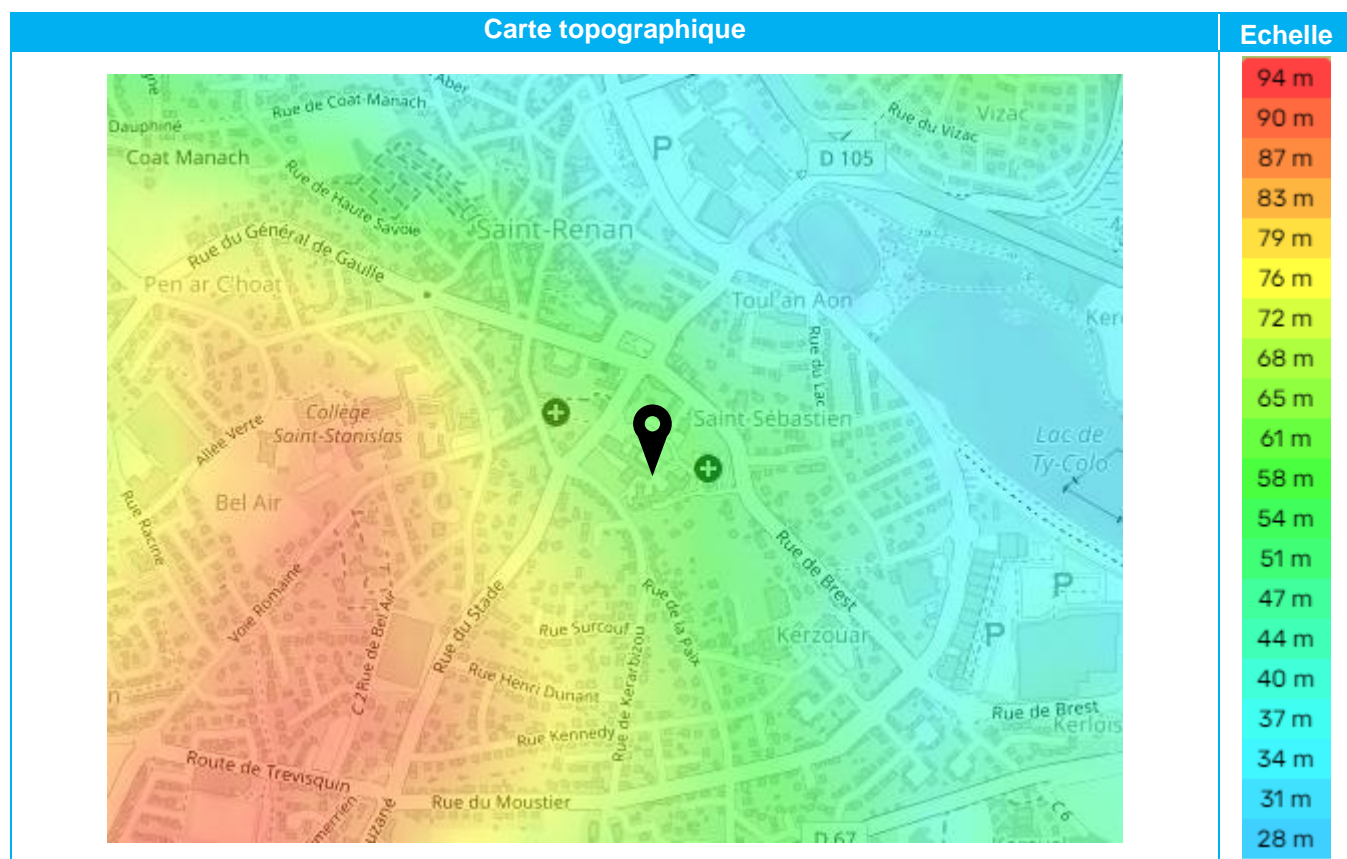 Carte topographique
Echelle
Aber
Rue de Coat-Manach
Dauphiné
Coat Manach
Rue de Haute Savoie
P
D 105
Rue du Vizac
Vizac
Saint-Renan
Rue du Général de Gaulle
Pen ar C'hoat
Toul an Aon
Rue du Lac
Collège
Saint-Stanislas
Allée Verte
Saint-Sébastien
Lac de
Ty-Colo
Bel Air
Rue Racine
Voie Romaine
Rue de Brest
P
Rue du Stade
Rue de la Paix
C 2 Rue de Bel Air
Rue Surcouf
Rue de Kerarbizou
Kerzouar
P
Rue Henri Dunant
Rue Kennedy
Rue de Brest
Kerlois
Route de Trevisquin
Rue du Moustier
D 67
C 6
94 m
90 m
87 m
83 m
79 m
76 m
72 m
68 m
65 m
61 m
58 m
54 m
51 m
47 m
44 m
40 m
37 m
34 m
31 m
28 m